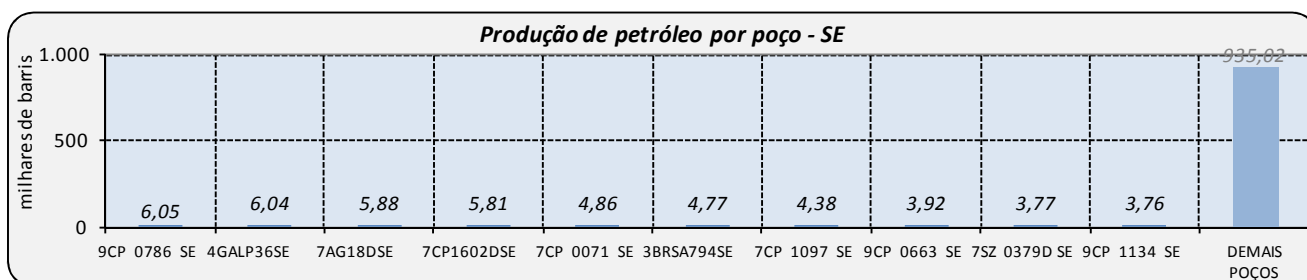 Produção de petróleo por poço - SE
milhares de barris
1.000
500
0
6,05 6,04 5,88 5,81 4,86 4,77 4,38 3,92 3,77 3,76 935,02
9CP 0786 SE 4GALP36SE 7AG18DSE 7CP1602DSE 7CP 0071 SE 3BRSA794SE 7CP 1097 SE 9CP 0663 SE 7SZ 0379D SE 9CP 1134 SE DEMAIS
POÇOS